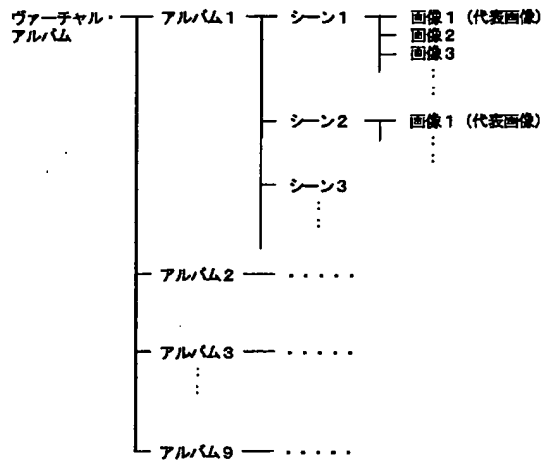 ヴァーチャル・ アルバム1 シーン1 画像1（代表画像）
アルバム 画像2
画像3
シーン2 画像1（代表画像）
シーン3
アルバム2 ・・・・・
アルバム3 ・・・・・
アルバム9 ・・・・・